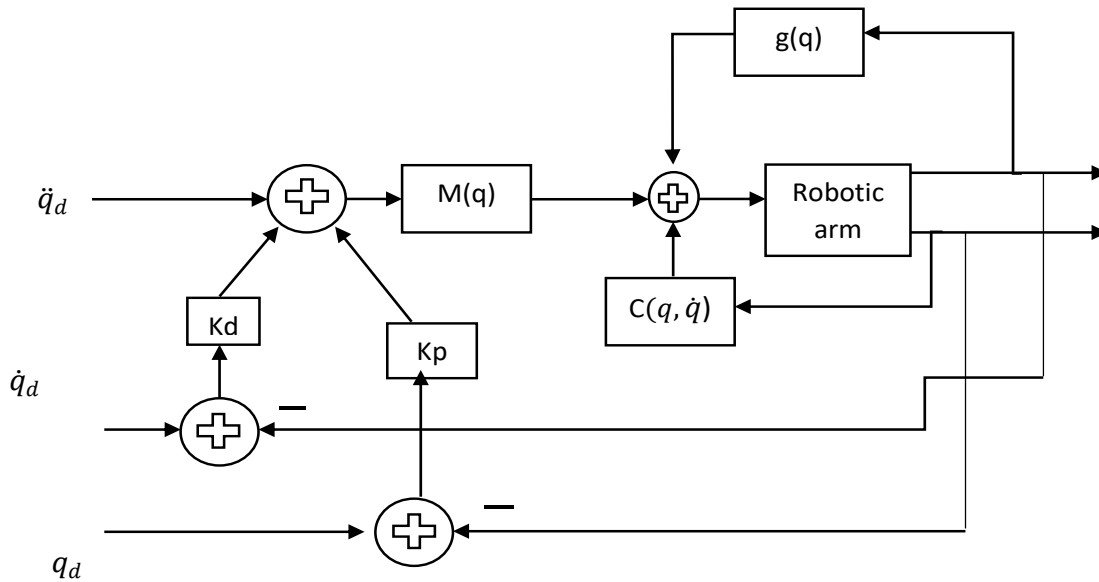 g(q)
q̈_d
M(q)
Robotic
arm
C(q, q̇)
Kd
Kp
q̇_d
q_d